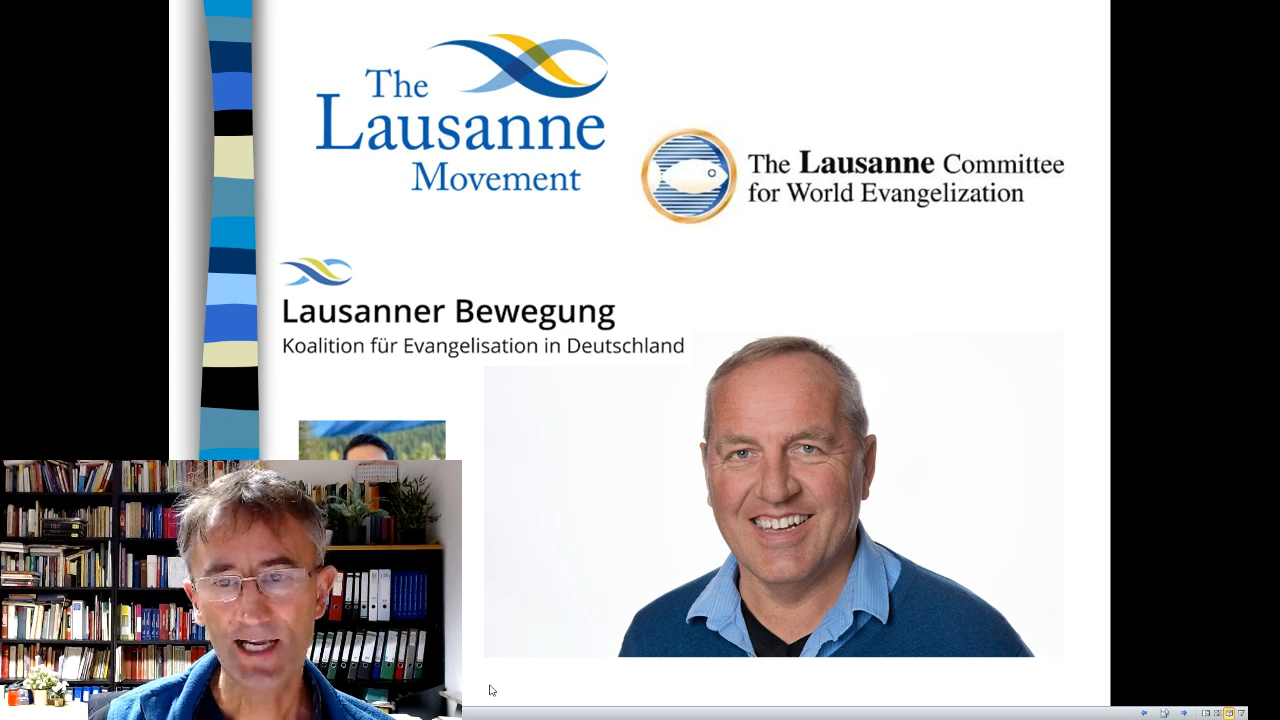 The
Lausanne
Movement
The Lausanne Committee
for World Evangelization
Lausanner Bewegung
Koalition für Evangelisation in Deutschland